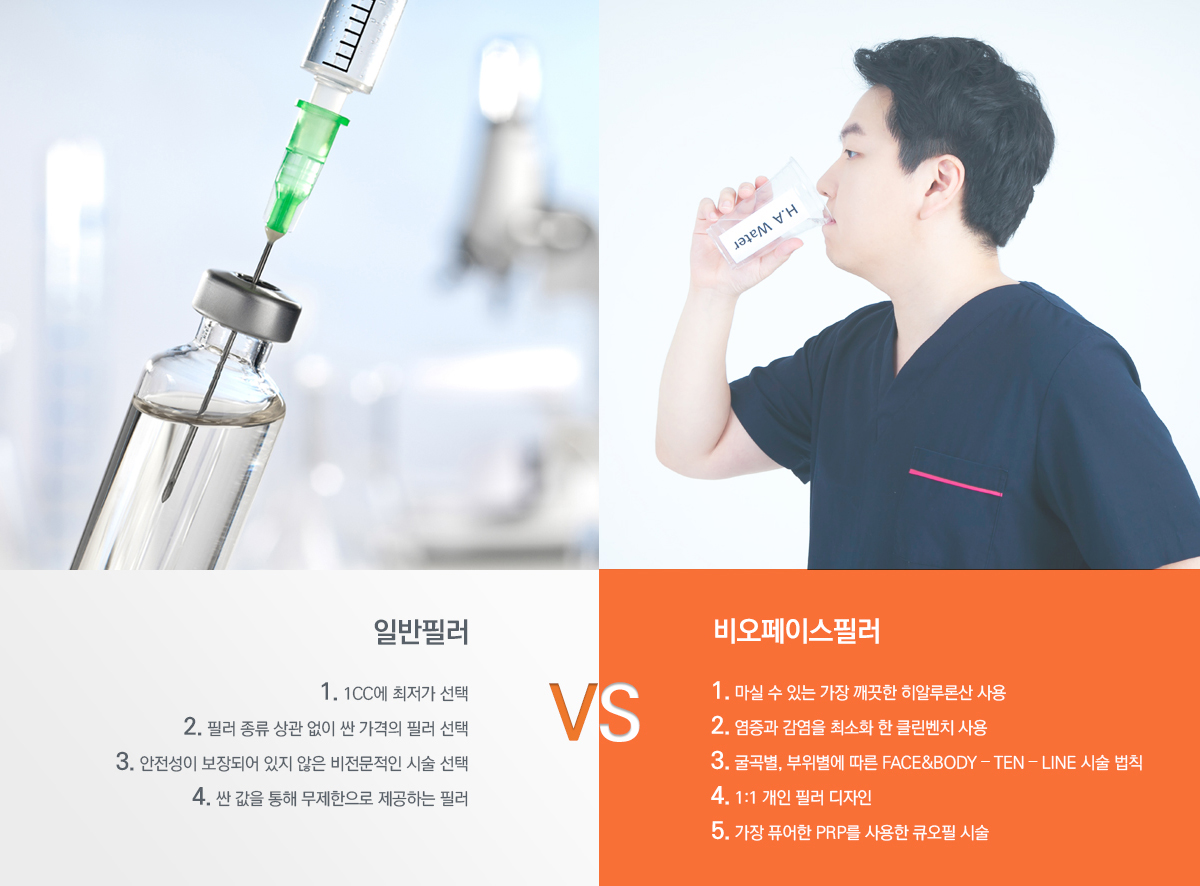 H.A Water
일반필러
1. 1CC에 최저가 선택
2. 필러 종류 상관 없이 싼 가격의 필러 선택
3. 안전성이 보장되어 있지 않은 비전문적인 시술 선택
4. 싼 값을 통해 무제한으로 제공하는 필러
VS
비오페이스필러
1. 마실 수 있는 가장 깨끗한 히알루론산 사용
2. 염증과 감염을 최소화 한 클린벤치 사용
3. 굴곡별, 부위별에 따른 FACE&BODY – TEN – LINE 시술 법칙
4. 1:1 개인 필러 디자인
5. 가장 퓨어한 PRP를 사용한 큐오필 시술